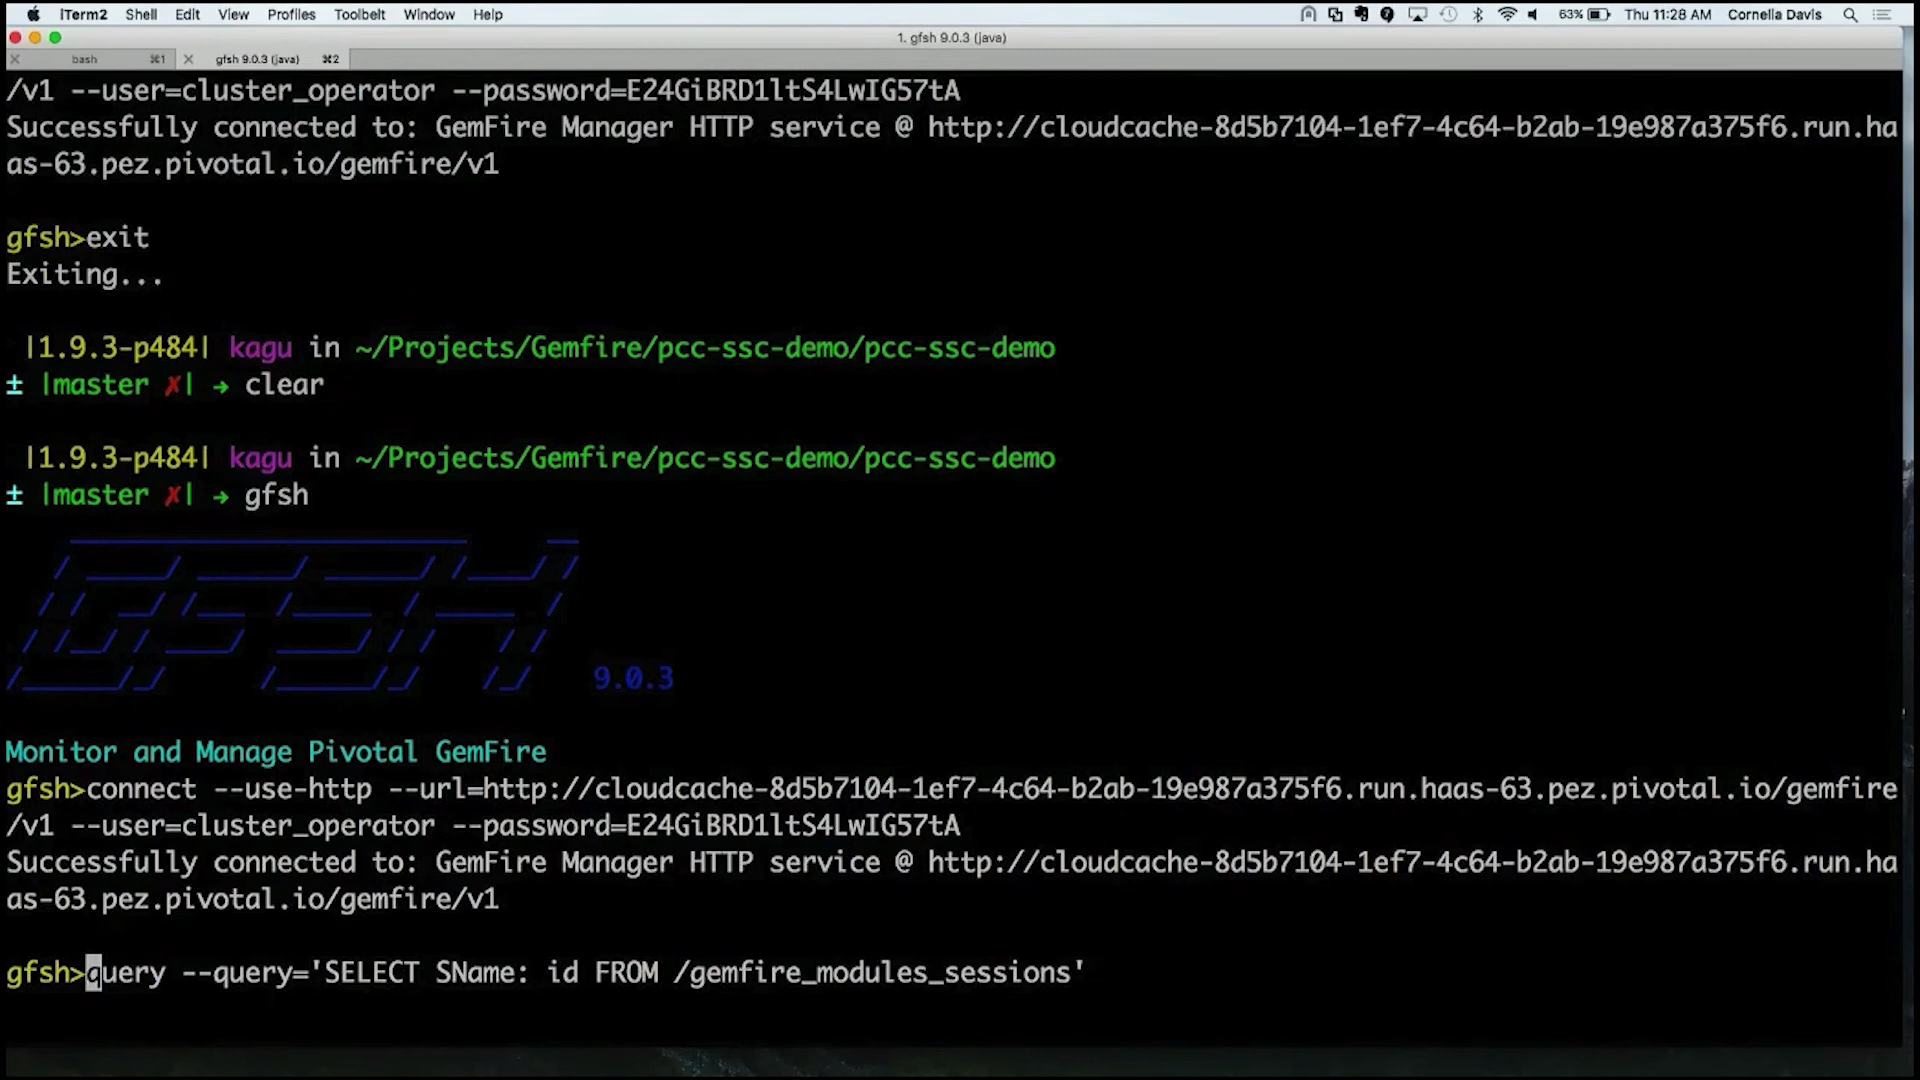 iTerm2 Shell Edit View Profiles Toolbelt Window Help 63% Thu 11:28 AM Cornelia Davis
1. gfsh 9.0.3 (java)
bash ⌘1 gfsh 9.0.3 (java) ⌘2
/v1 --user=cluster_operator --password=E24GiBRD1ltS4LwIG57tA
Successfully connected to: GemFire Manager HTTP service @ http://cloudcache-8d5b7104-1ef7-4c64-b2ab-19e987a375f6.run.ha
as-63.pez.pivotal.io/gemfire/v1
gfsh>exit
Exiting...
|1.9.3-p484| kagu in ~/Projects/Gemfire/pcc-ssc-demo/pcc-ssc-demo
± |master ✗| → clear
|1.9.3-p484| kagu in ~/Projects/Gemfire/pcc-ssc-demo/pcc-ssc-demo
± |master ✗| → gfsh
GFSH 9.0.3
Monitor and Manage Pivotal GemFire
gfsh>connect --use-http --url=http://cloudcache-8d5b7104-1ef7-4c64-b2ab-19e987a375f6.run.haas-63.pez.pivotal.io/gemfire
/v1 --user=cluster_operator --password=E24GiBRD1ltS4LwIG57tA
Successfully connected to: GemFire Manager HTTP service @ http://cloudcache-8d5b7104-1ef7-4c64-b2ab-19e987a375f6.run.ha
as-63.pez.pivotal.io/gemfire/v1
gfsh>query --query='SELECT SName: id FROM /gemfire_modules_sessions'